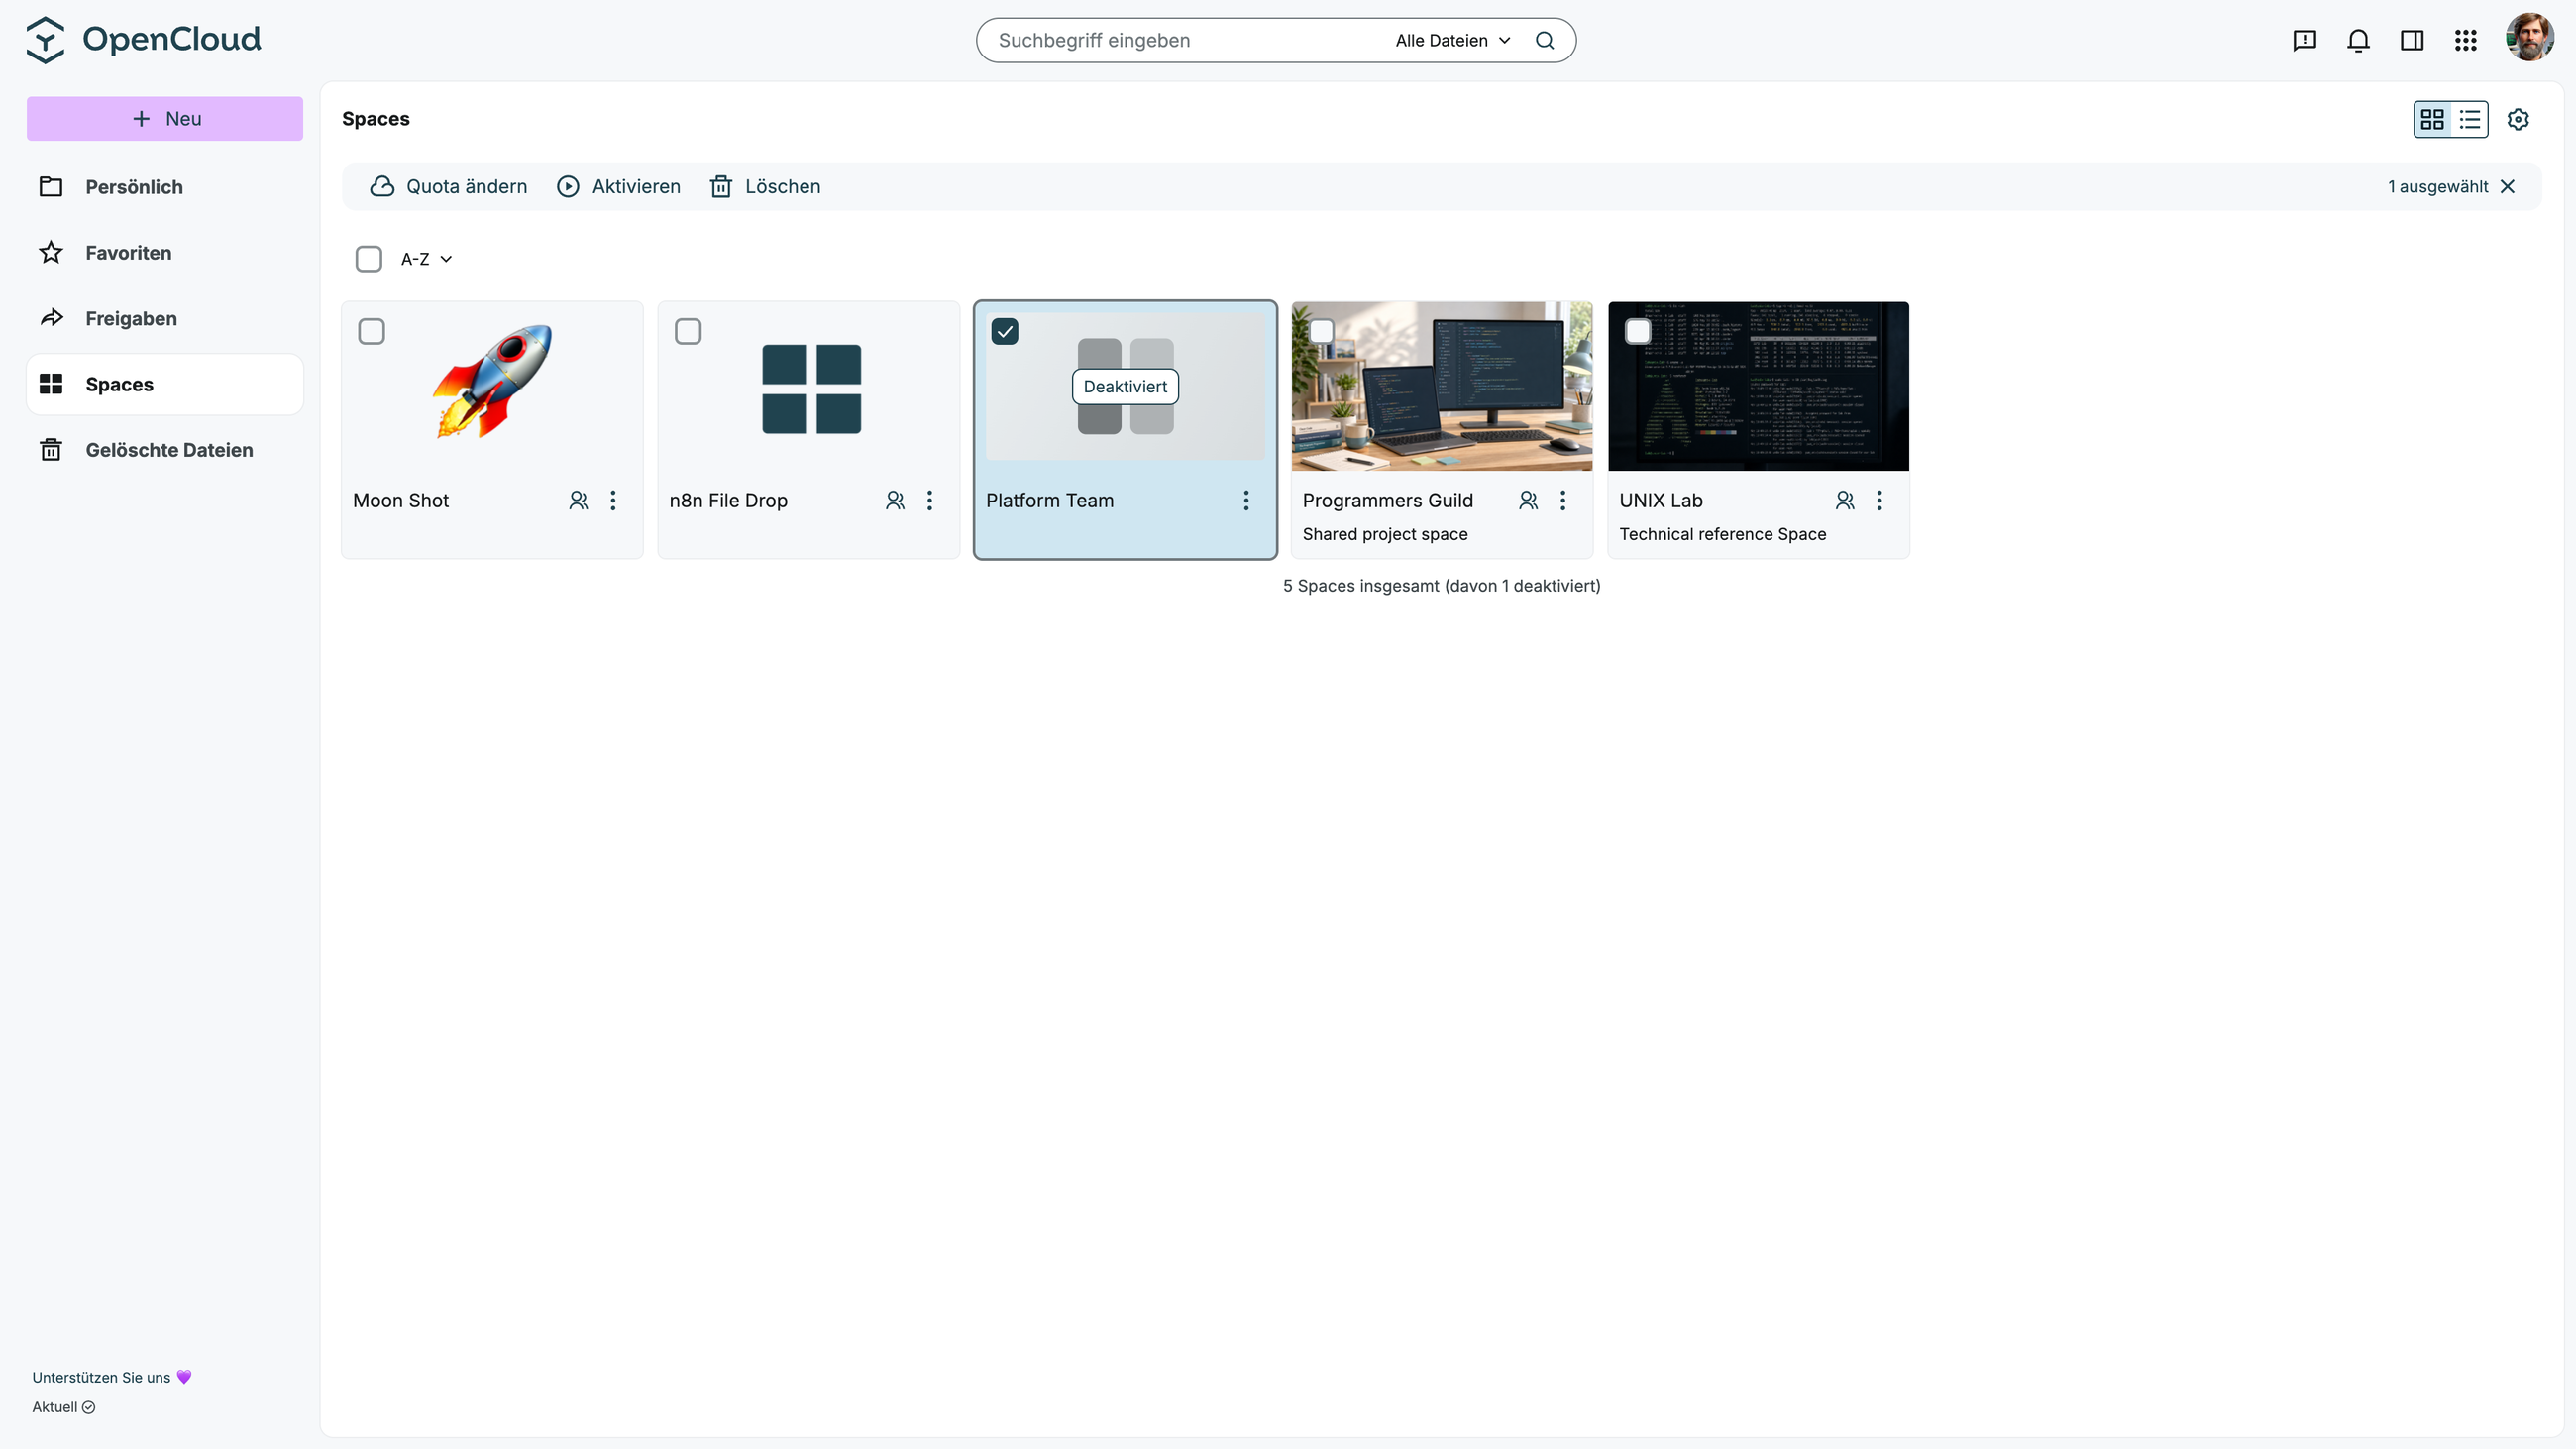 OpenCloud
Suchbegriff eingeben
Alle Dateien
Neu
Persönlich
Favoriten
Freigaben
Spaces
Gelöschte Dateien
Spaces
Quota ändern
Aktivieren
Löschen
1 ausgewählt
A-Z
Deaktiviert
Moon Shot
n8n File Drop
Platform Team
Programmers Guild
Shared project space
UNIX Lab
Technical reference Space
5 Spaces insgesamt (davon 1 deaktiviert)
Unterstützen Sie uns 💜
Aktuell